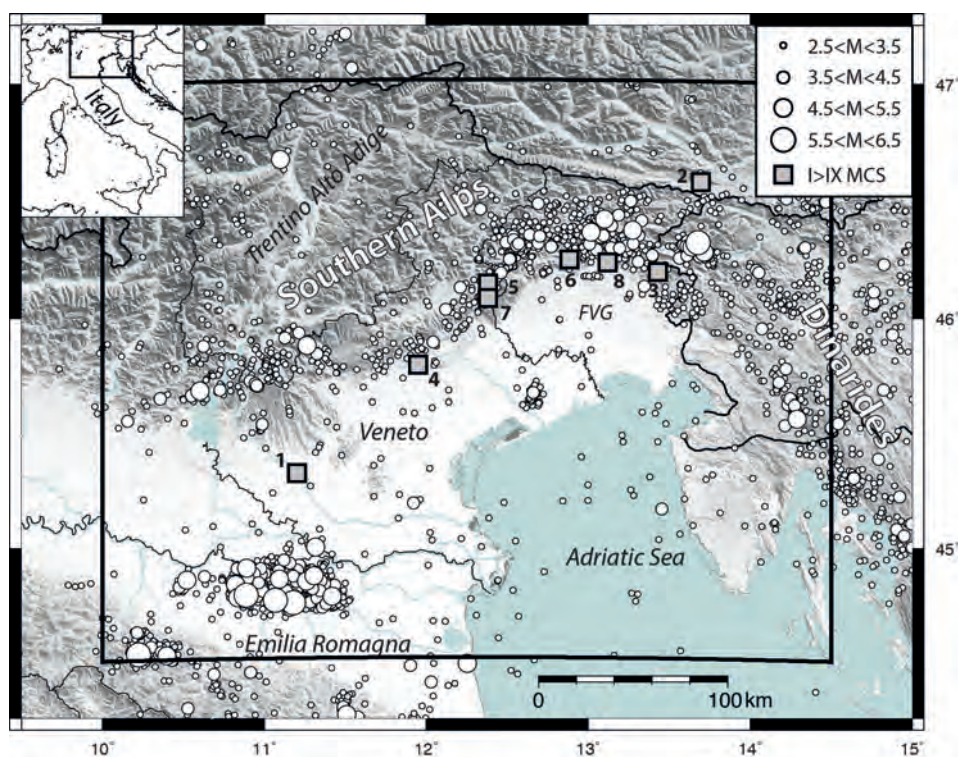 Italy
2.5<M<3.5
3.5<M<4.5
4.5<M<5.5
5.5<M<6.5
I>IX MCS
47˚
46˚
45˚
Trentino Alto Adige
Southern Alps
2
5
6
8
3
7
FVG
Dinarides
4
Veneto
1
Adriatic Sea
Emilia Romagna
0
100 km
10˚
11˚
12˚
13˚
14˚
15˚